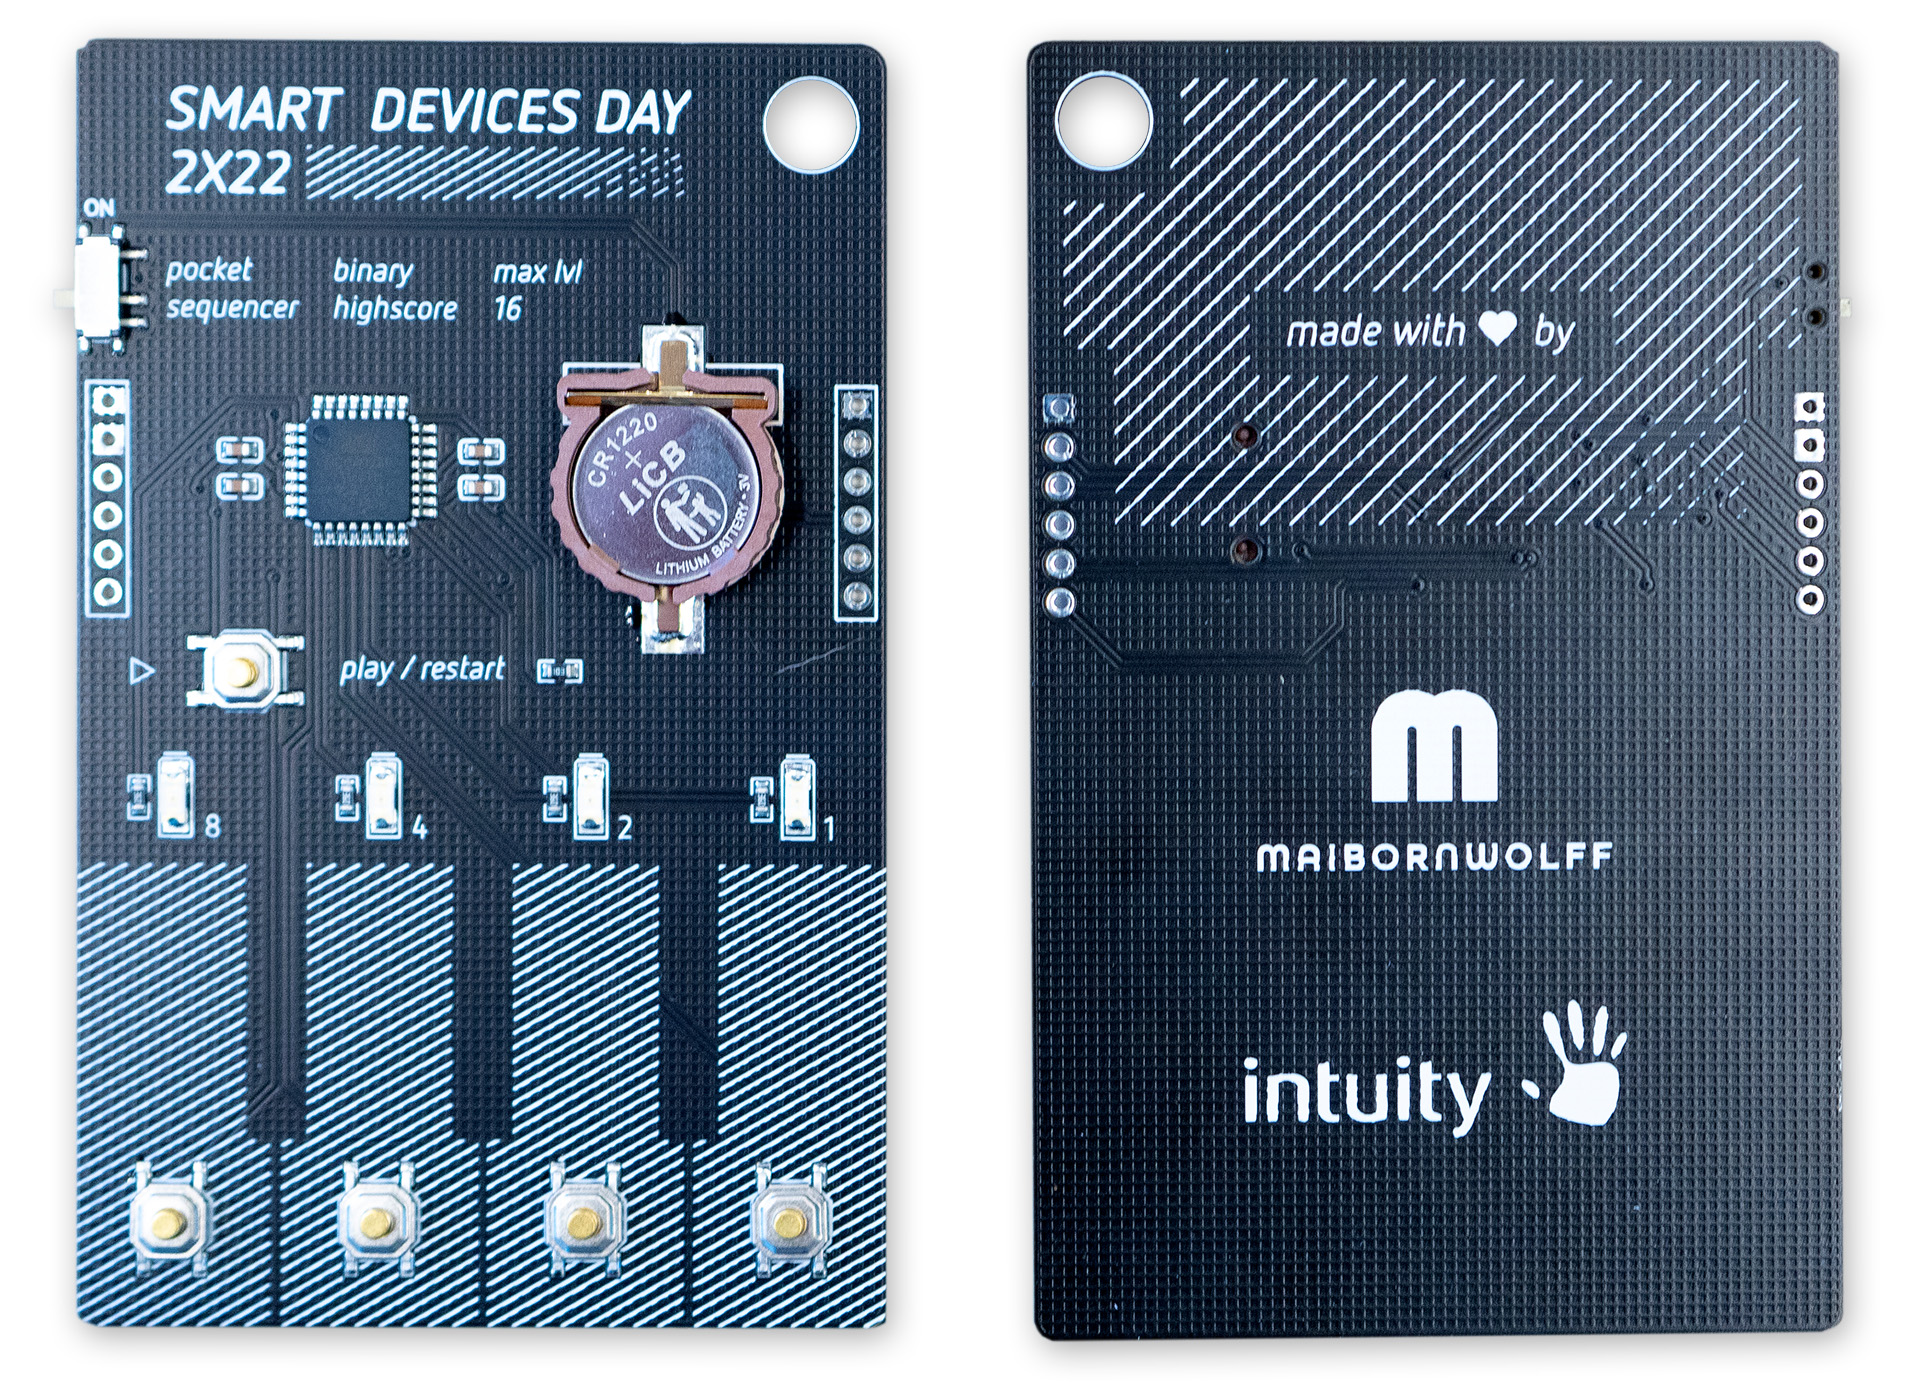 SMART DEVICES DAY
2X22
ON
pocket
sequencer
binary
highscore
max lvl
16
CR1220
+
LiCB
LITHIUM BATTERY • 3V
play / restart
8
4
2
1
made with ♥ by
m
MAIBORNWOLFF
intuity